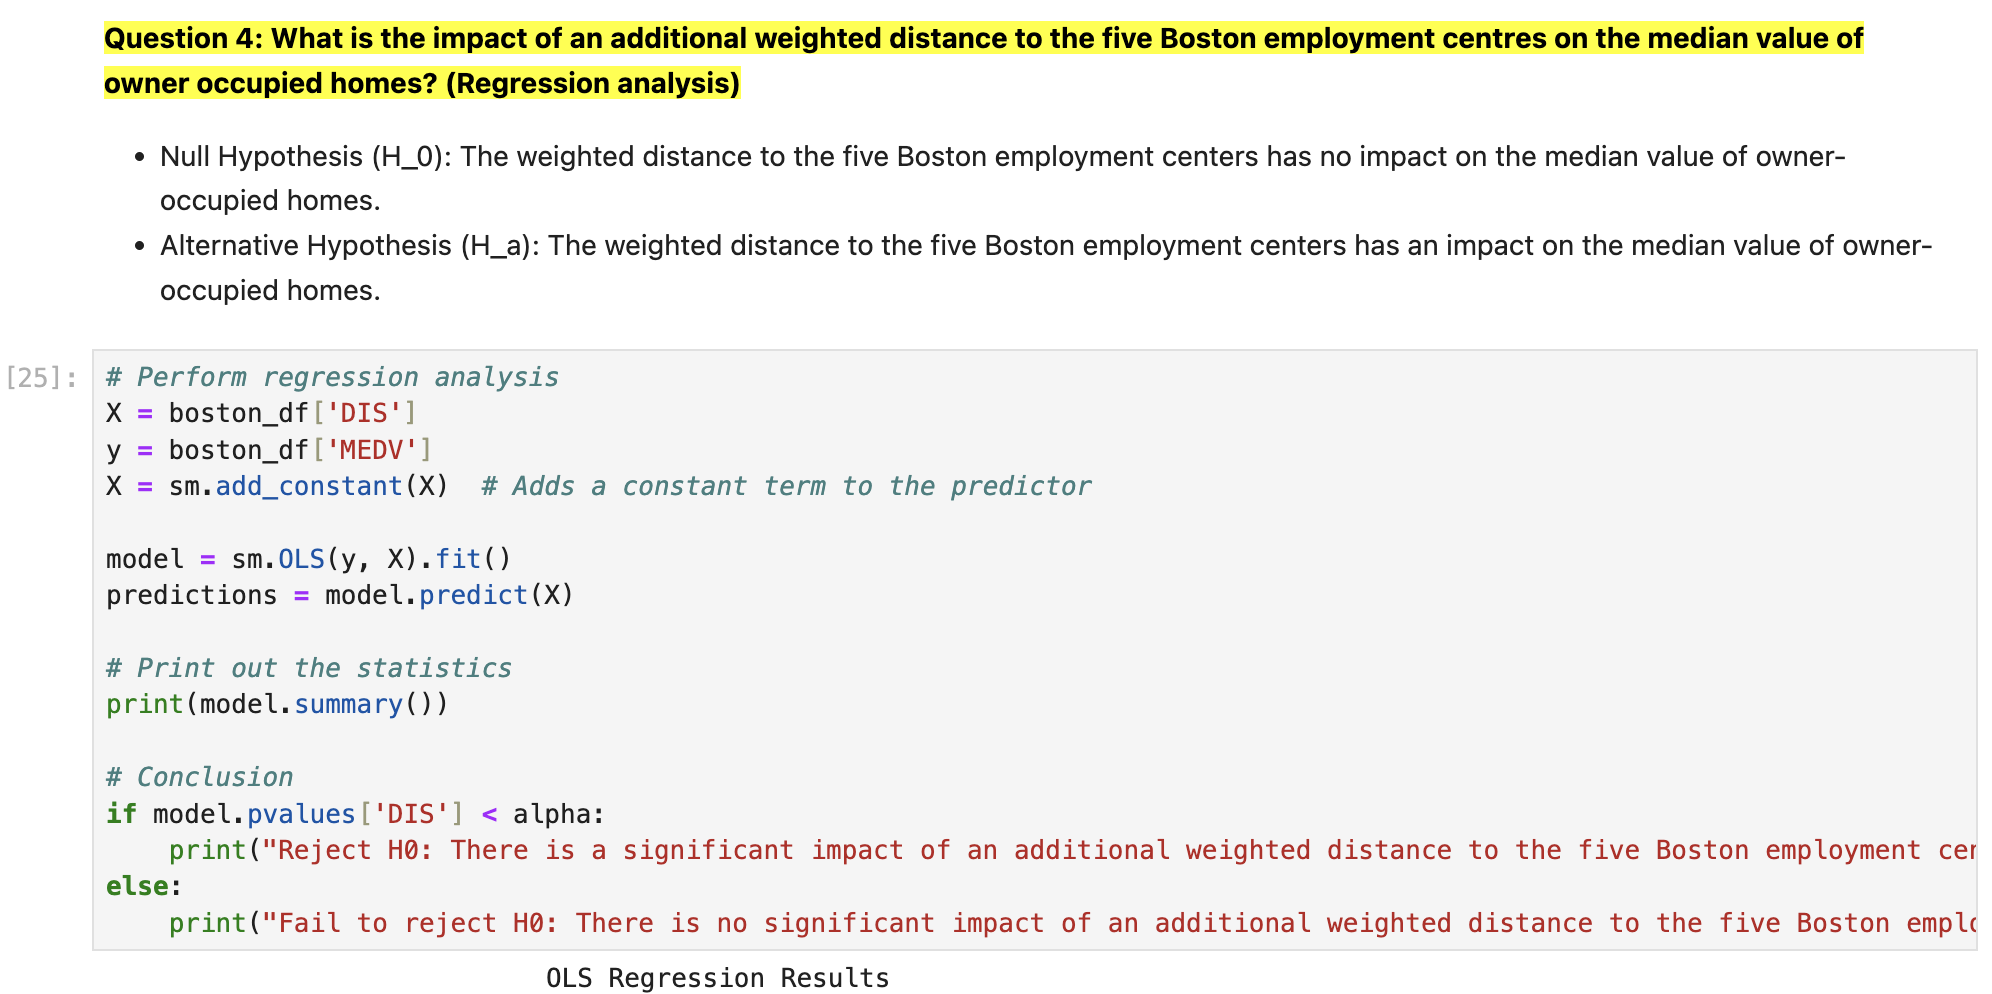 Question 4: What is the impact of an additional weighted distance to the five Boston employment centres on the median value of
owner occupied homes? (Regression analysis)
• Null Hypothesis (H_0): The weighted distance to the five Boston employment centers has no impact on the median value of owner-
occupied homes.
• Alternative Hypothesis (H_a): The weighted distance to the five Boston employment centers has an impact on the median value of owner-
occupied homes.
[25]:
# Perform regression analysis
X = boston_df['DIS']
y = boston_df['MEDV']
X = sm.add_constant(X)  # Adds a constant term to the predictor
model = sm.OLS(y, X).fit()
predictions = model.predict(X)
# Print out the statistics
print(model.summary())
# Conclusion
if model.pvalues['DIS'] < alpha:
    print("Reject H0: There is a significant impact of an additional weighted distance to the five Boston employment
else:
    print("Fail to reject H0: There is no significant impact of an additional weighted distance to the five Boston
OLS Regression Results